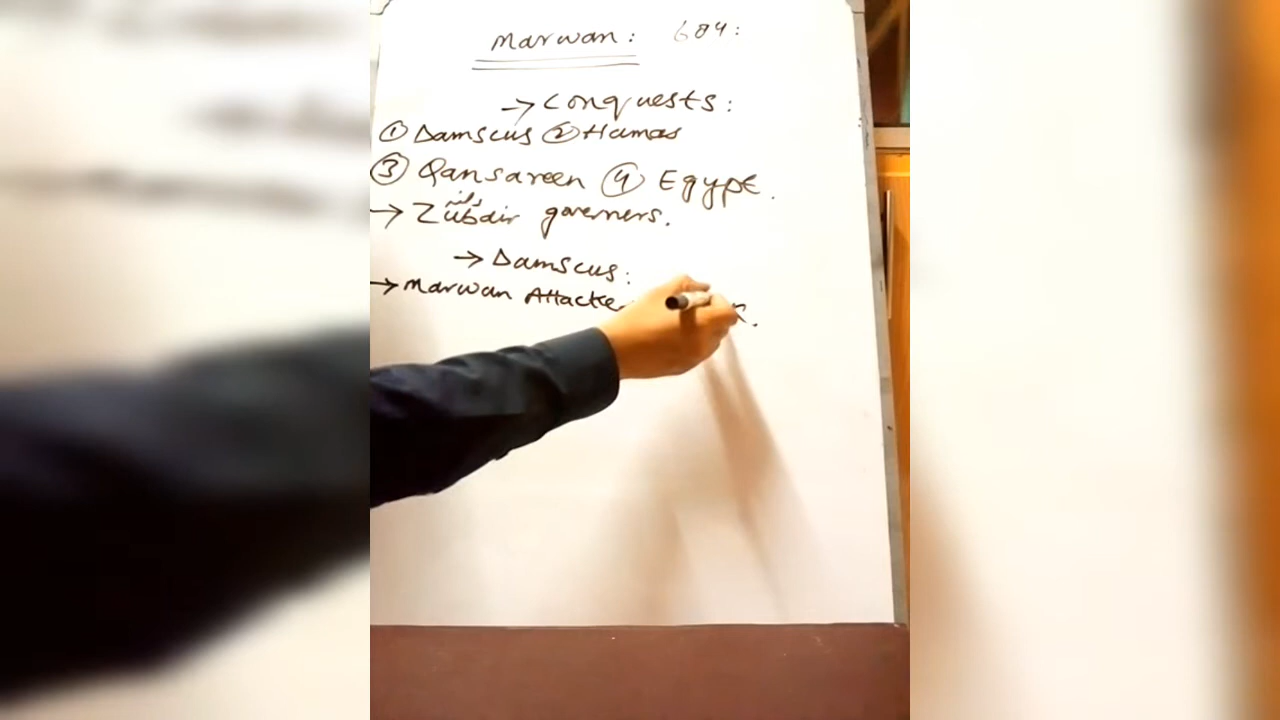 Marwan: 684:
→ Conquests:
① Damscus ② Hamas
③ Qansareen ④ Egypt.
→ Zubair governers.
→ Damscus:
→ Marwan Attacke